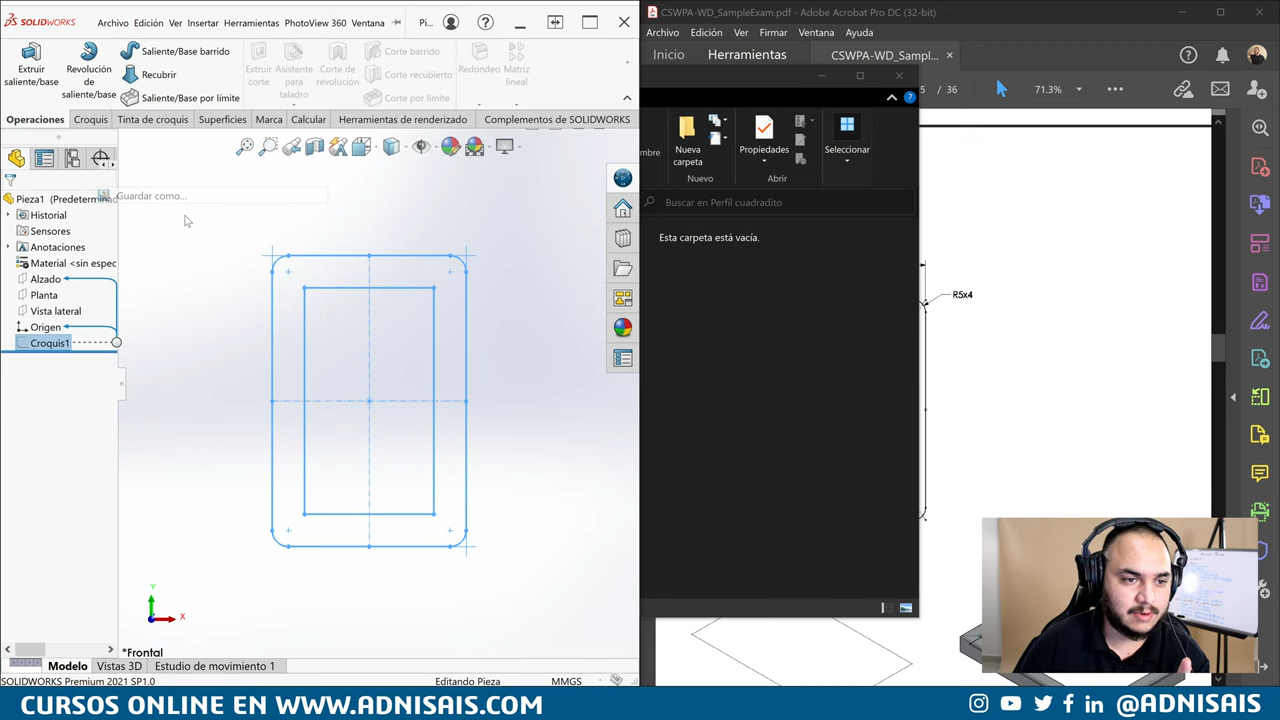 SOLIDWORKS
Archivo Edición Ver Insertar Herramientas PhotoView 360 Ventana
Pi...
Extruir saliente/base
Revolución de saliente/base
Saliente/Base barrido
Recubrir
Saliente/Base por límite
Extruir corte
Asistente para taladro
Corte de revolución
Corte barrido
Corte recubierto
Corte por límite
Redondeo
Matriz lineal
Operaciones Croquis Tinta de croquis Superficies Marca Calcular Herramientas de renderizado Complementos de SOLIDWORKS
Guardar como...
Pieza1 (Predeterminad
Historial
Sensores
Anotaciones
Material <sin espec
Alzado
Planta
Vista lateral
Origen
Croquis1
Y
X
*Frontal
Modelo Vistas 3D Estudio de movimiento 1
SOLIDWORKS Premium 2021 SP1.0
Editando Pieza
MMGS
CSWPA-WD_SampleExam.pdf - Adobe Acrobat Pro DC (32-bit)
Archivo Edición Ver Firmar Ventana Ayuda
Inicio Herramientas CSWPA-WD_Sampl...
5 / 36
71.3%
mbre
Nueva carpeta
Nuevo
Propiedades
Abrir
Seleccionar
Buscar en Perfil cuadradito
Esta carpeta está vacía.
R5x4
CURSOS ONLINE EN WWW.ADNISAIS.COM
@ADNISAIS